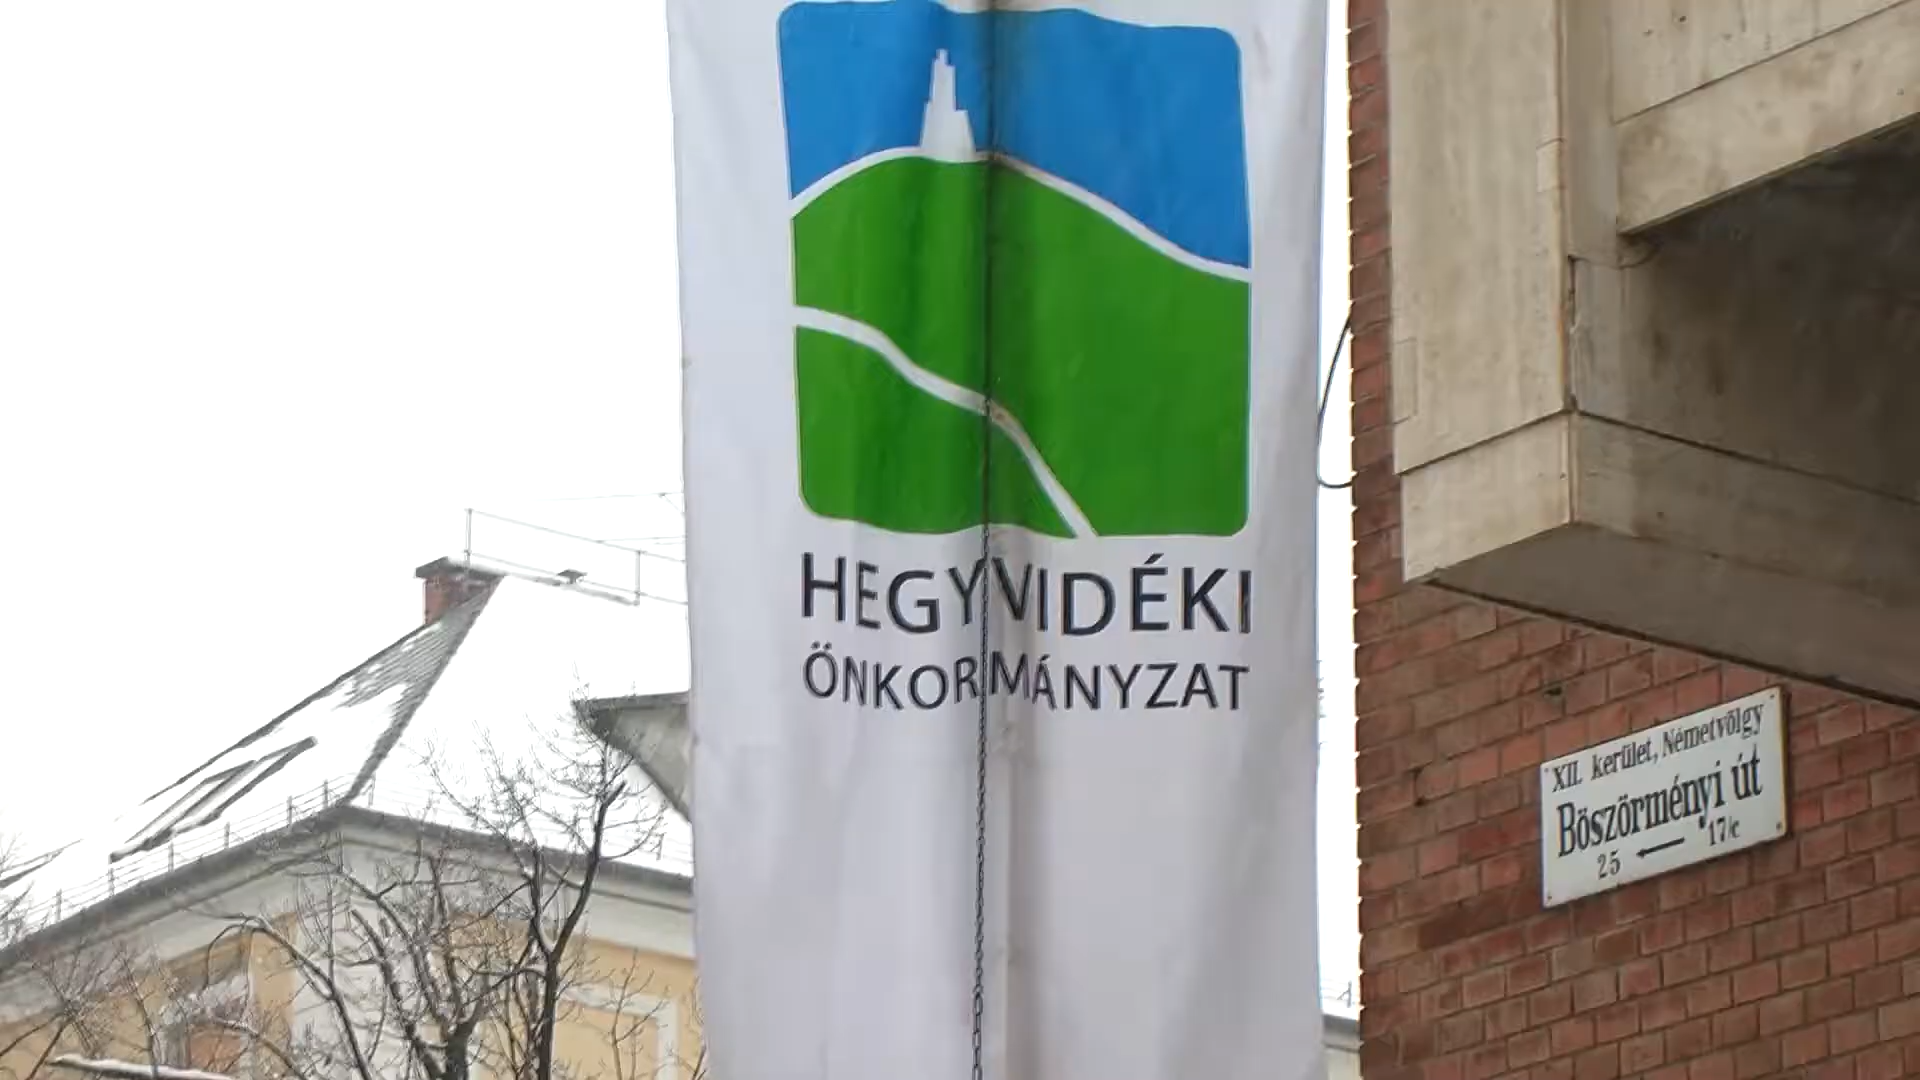 HEGYVIDÉKI
ÖNKORMÁNYZAT
XII. kerület, Németvölgy
Böszörményi út
25 ← 17/c